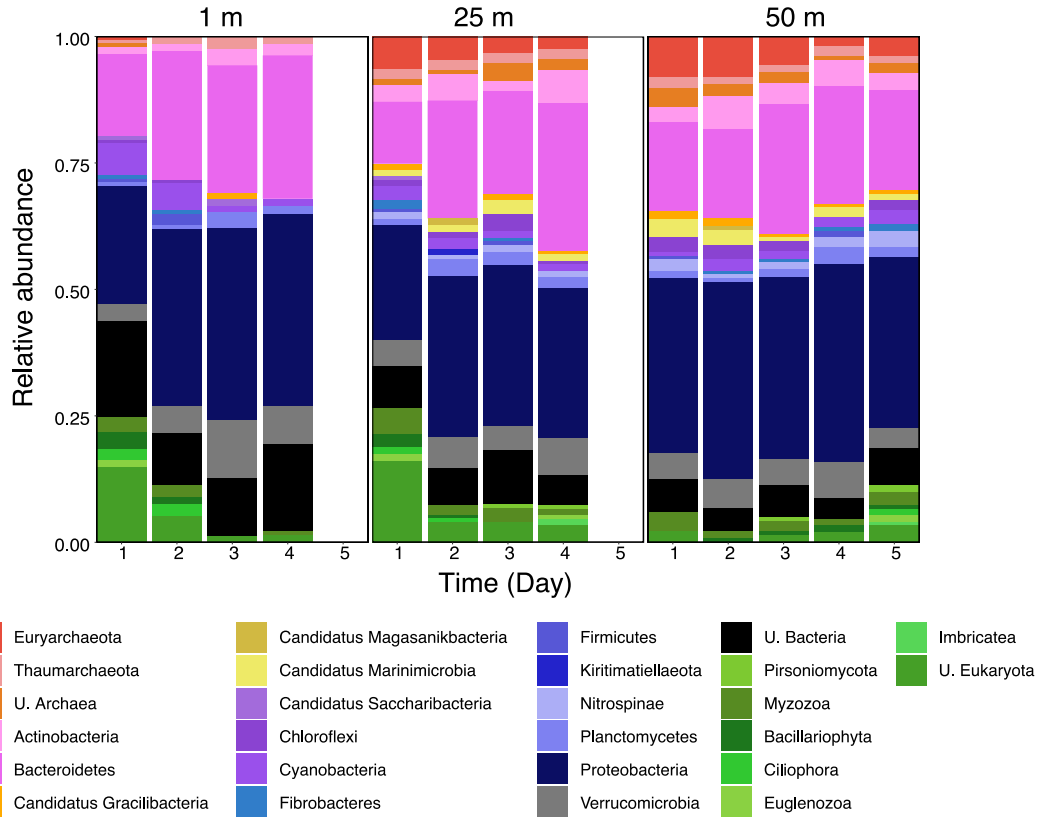 1 m 25 m 50 m
1.00
0.75
0.50
0.25
0.00
Relative abundance
1 2 3 4 5 1 2 3 4 5 1 2 3 4 5
Time (Day)
Euryarchaeota Candidatus Magasanikbacteria Firmicutes U. Bacteria Imbricatea
Thaumarchaeota Candidatus Marinimicrobia Kiritimatiellaeota Pirsoniomycota U. Eukaryota
U. Archaea Candidatus Saccharibacteria Nitrospinae Myzozoa
Actinobacteria Chloroflexi Planctomycetes Bacillariophyta
Bacteroidetes Cyanobacteria Proteobacteria Ciliophora
Candidatus Gracilibacteria Fibrobacteres Verrucomicrobia Euglenozoa